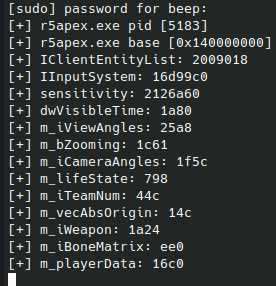 [sudo] password for beep:
[+] r5apex.exe pid [5183]
[+] r5apex.exe base [0x140000000]
[+] IClientEntityList: 2009018
[+] IInputSystem: 16d99c0
[+] sensitivity: 2126a60
[+] dwVisibleTime: 1a80
[+] m_iViewAngles: 25a8
[+] m_bZooming: 1c61
[+] m_iCameraAngles: 1f5c
[+] m_lifeState: 798
[+] m_iTeamNum: 44c
[+] m_vecAbsOrigin: 14c
[+] m_iWeapon: 1a24
[+] m_iBoneMatrix: ee0
[+] m_playerData: 16c0